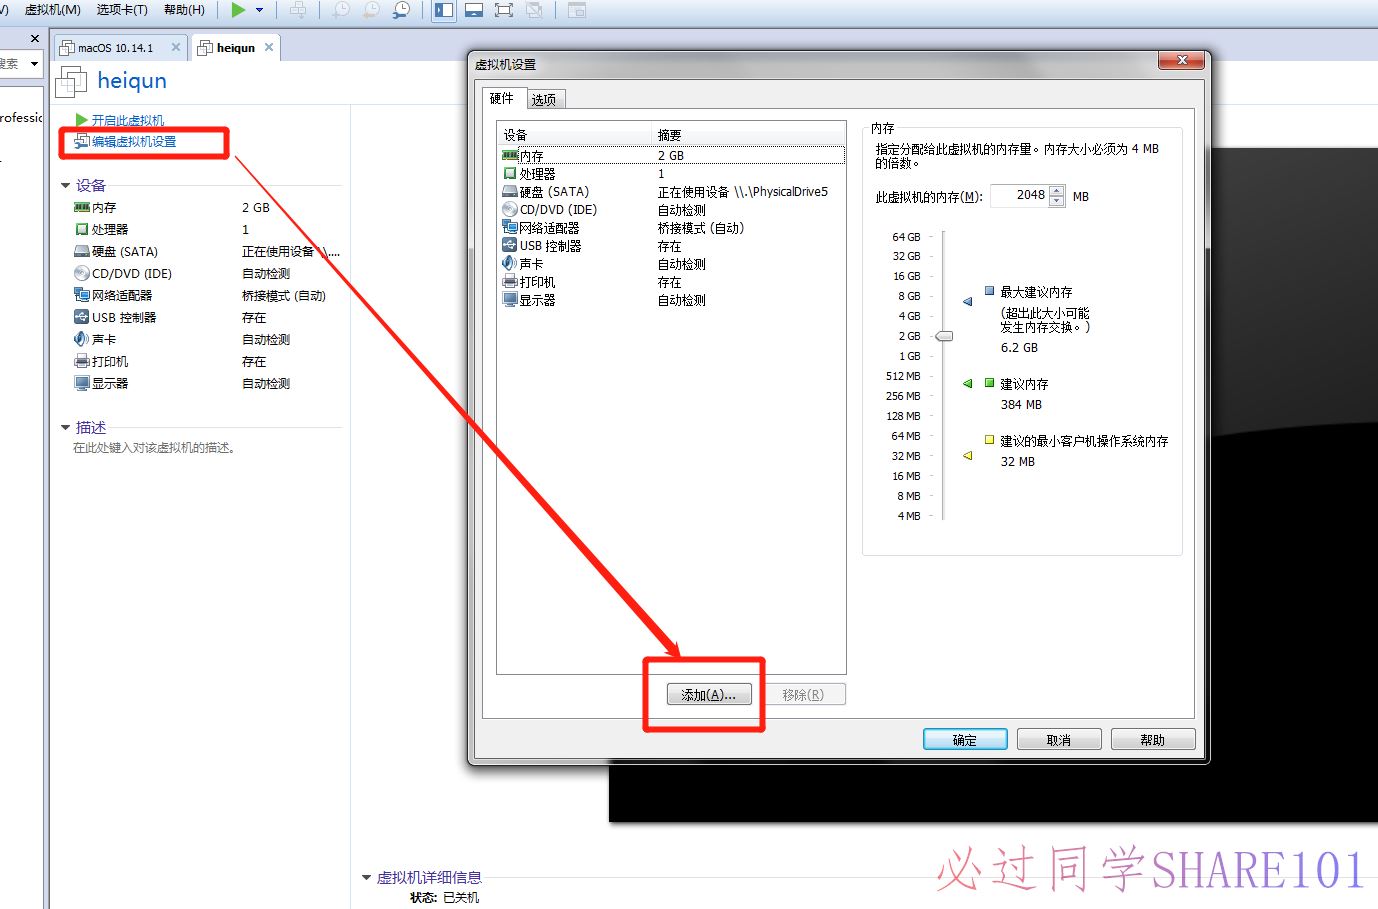 V) 虚拟机(M) 选项卡(T) 帮助(H)
macOS 10.14.1
heiqun
搜索
heiqun
rofessic
开启此虚拟机
编辑虚拟机设置
设备
内存 2 GB
处理器 1
硬盘 (SATA) 正在使用设备 \\....
CD/DVD (IDE) 自动检测
网络适配器 桥接模式 (自动)
USB 控制器 存在
声卡 自动检测
打印机 存在
显示器 自动检测
描述
在此处键入对该虚拟机的描述。
虚拟机设置
硬件 选项
设备 摘要
内存 2 GB
处理器 1
硬盘 (SATA) 正在使用设备 \\.\PhysicalDrive5
CD/DVD (IDE) 自动检测
网络适配器 桥接模式 (自动)
USB 控制器 存在
声卡 自动检测
打印机 存在
显示器 自动检测
添加(A)... 移除(R)
内存
指定分配给此虚拟机的内存量。内存大小必须为 4 MB
的倍数。
此虚拟机的内存(M): 2048 MB
64 GB
32 GB
16 GB
8 GB
4 GB
2 GB
1 GB
512 MB
256 MB
128 MB
64 MB
32 MB
16 MB
8 MB
4 MB
最大建议内存
(超出此大小可能
发生内存交换。)
6.2 GB
建议内存
384 MB
建议的最小客户机操作系统内存
32 MB
确定 取消 帮助
虚拟机详细信息
状态: 已关机
必过同学SHARE101